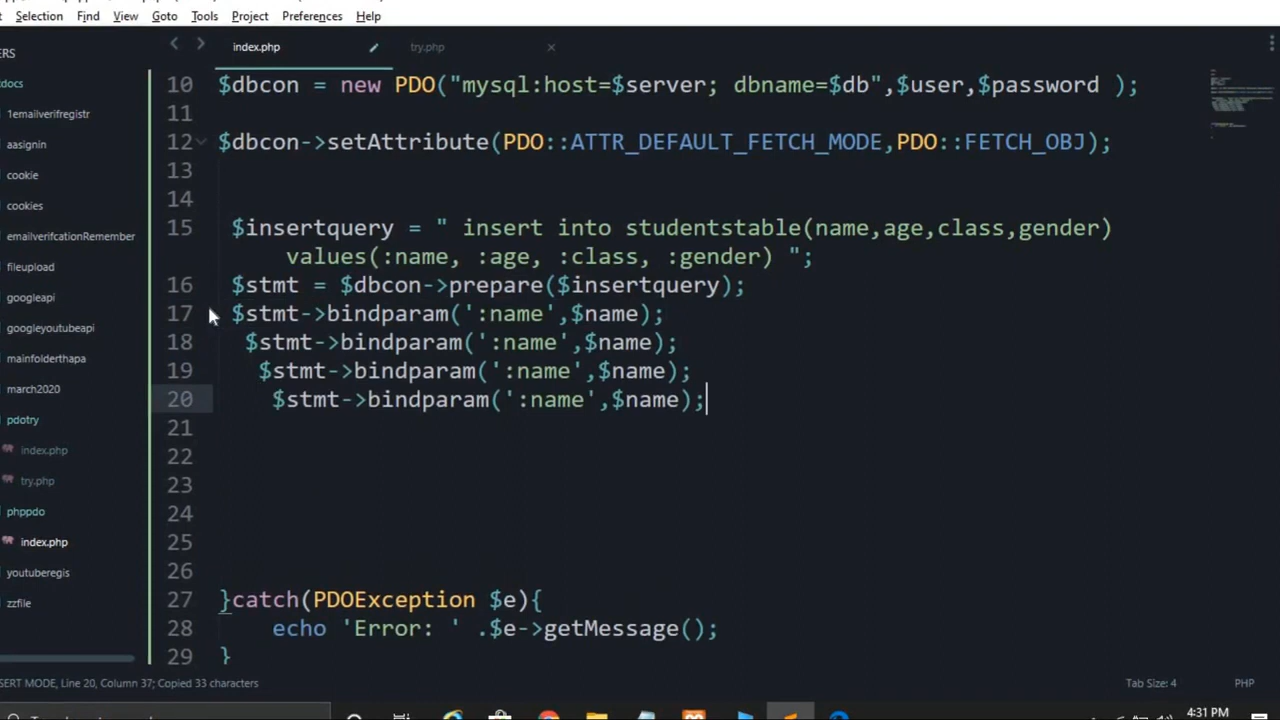 Selection Find View Goto Tools Project Preferences Help
ERS
docs
1emailverifregistr
aasignin
cookie
cookies
emailverifcationRemember
fileupload
googleapi
googleyoutubeapi
mainfolderthapa
march2020
pdotry
index.php
try.php
phppdo
index.php
youtuberegis
zzfile
index.php try.php
10 $dbcon = new PDO("mysql:host=$server; dbname=$db",$user,$password );
11
12 $dbcon->setAttribute(PDO::ATTR_DEFAULT_FETCH_MODE,PDO::FETCH_OBJ);
13
14
15 $insertquery = " insert into studentstable(name,age,class,gender)
values(:name, :age, :class, :gender) ";
16 $stmt = $dbcon->prepare($insertquery);
17 $stmt->bindparam(':name',$name);
18 $stmt->bindparam(':name',$name);
19 $stmt->bindparam(':name',$name);
20 $stmt->bindparam(':name',$name);
21
22
23
24
25
26
27 }catch(PDOException $e){
28 echo 'Error: ' .$e->getMessage();
29 }
SERT MODE, Line 20, Column 37; Copied 33 characters Tab Size: 4 PHP
4:31 PM